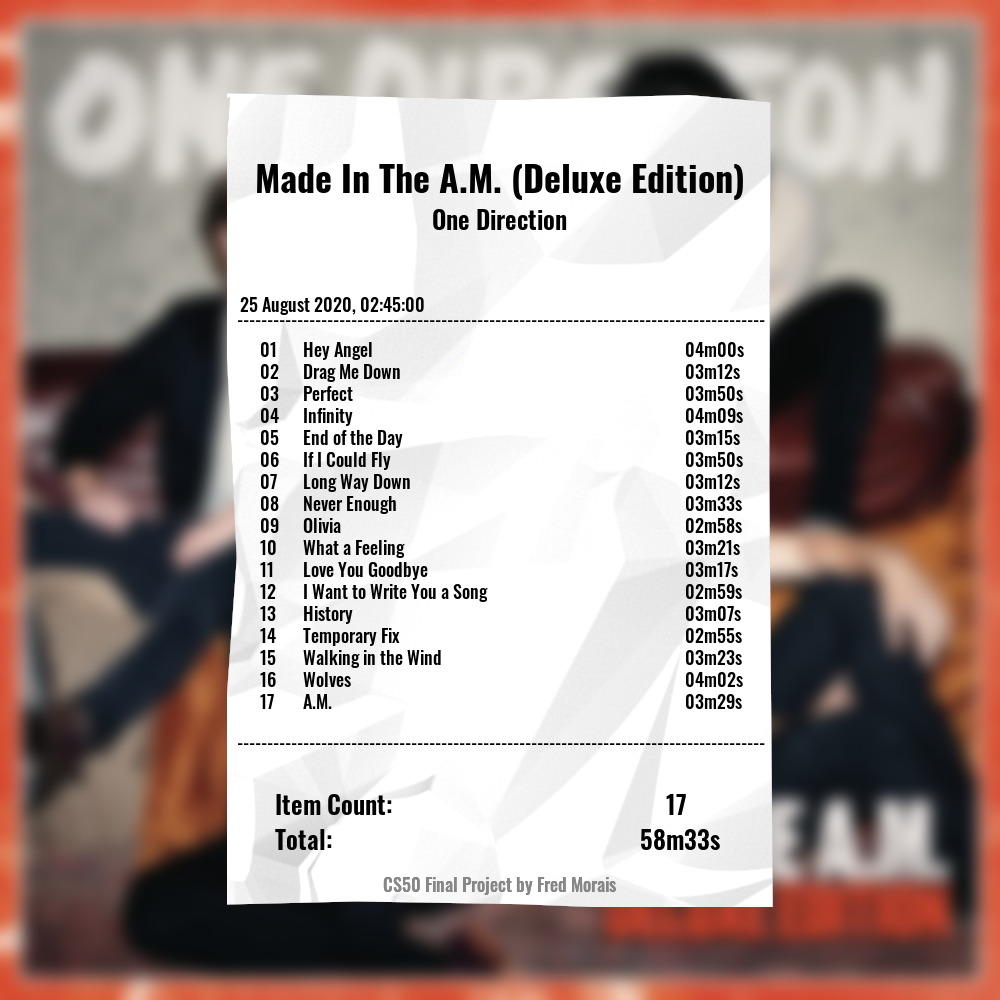 ONE DIRECTION
Made In The A.M. (Deluxe Edition)
One Direction
25 August 2020, 02:45:00
01 Hey Angel 04m00s
02 Drag Me Down 03m12s
03 Perfect 03m50s
04 Infinity 04m09s
05 End of the Day 03m15s
06 If I Could Fly 03m50s
07 Long Way Down 03m12s
08 Never Enough 03m33s
09 Olivia 02m58s
10 What a Feeling 03m21s
11 Love You Goodbye 03m17s
12 I Want to Write You a Song 02m59s
13 History 03m07s
14 Temporary Fix 02m55s
15 Walking in the Wind 03m23s
16 Wolves 04m02s
17 A.M. 03m29s
Item Count: 17
Total: 58m33s
E A.M.
DELUXE EDITION
CS50 Final Project by Fred Morais